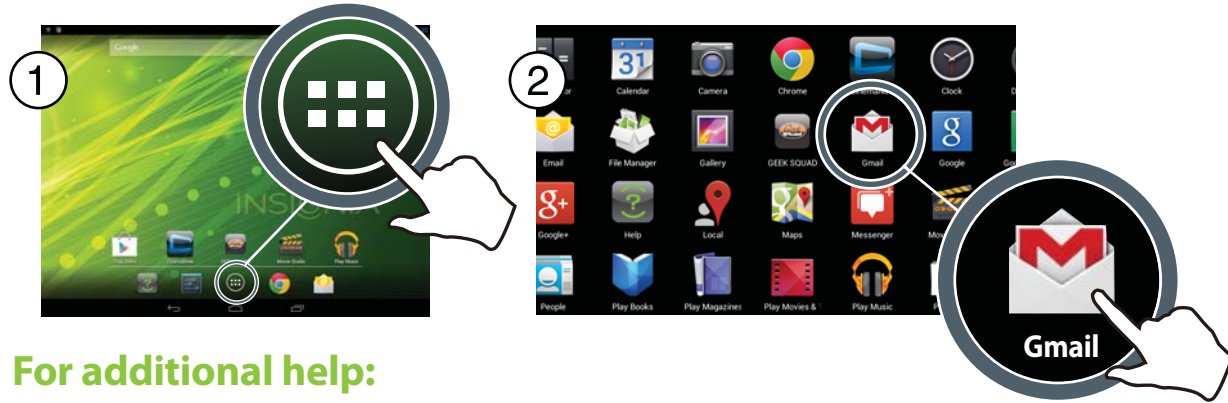 1
Google
INSIGNIA
Play Store
Movie Studio
Play Music
2
31
Calendar
Camera
Chrome
Clock
@
8
Email
File Manager
Gallery
GEEK SQUAD
Gmail
Google
g+
?
Google+
Help
Local
Maps
Messenger
People
Play Books
Play Magazines
Play Movies &
Play Music
Gmail
For additional help: